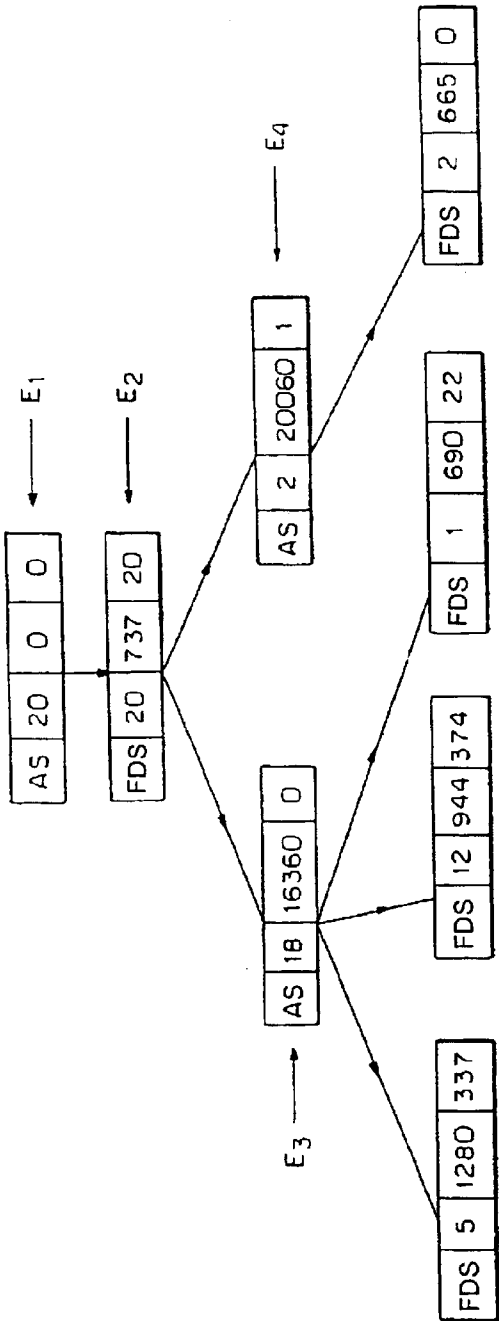 AS 20 0 0 E1
FDS 20 737 20 E2
E3 AS 18 16360 0
AS 2 20060 1 E4
FDS 5 1280 337
FDS 12 944 374
FDS 1 690 22
FDS 2 665 0